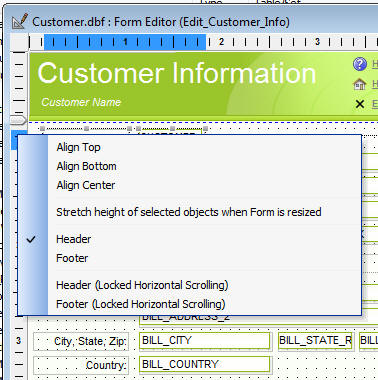 Customer.dbf : Form Editor (Edit_Customer_Info)
1
2
3
Customer Information
Customer Name
Align Top
Align Bottom
Align Center
Stretch height of selected objects when Form is resized
Header
Footer
Header (Locked Horizontal Scrolling)
Footer (Locked Horizontal Scrolling)
BILL_ADDRESS_2
3
City, State, Zip:
BILL_CITY
BILL_STATE_R
BILL
Country:
BILL_COUNTRY